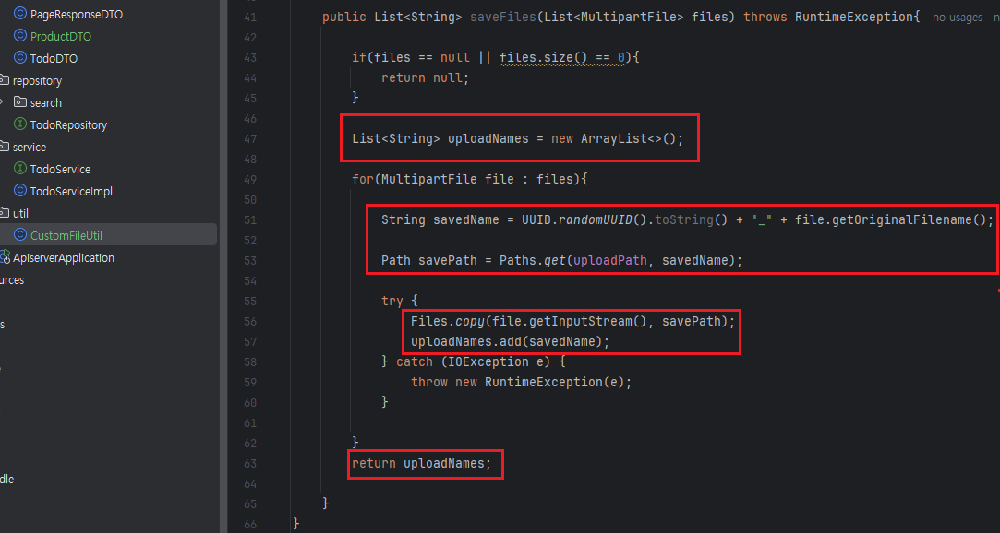 PageResponseDTO
ProductDTO
TodoDTO
repository
search
TodoRepository
service
TodoService
TodoServiceImpl
util
CustomFileUtil
ApiserverApplication
urces
s
dle
41 public List<String> saveFiles(List<MultipartFile> files) throws RuntimeException{ no usages n
42
43 if(files == null || files.size() == 0){
44 return null;
45 }
46
47 List<String> uploadNames = new ArrayList<>();
48
49 for(MultipartFile file : files){
50
51 String savedName = UUID.randomUUID().toString() + "_" + file.getOriginalFilename();
52
53 Path savePath = Paths.get(uploadPath, savedName);
54
55 try {
56 Files.copy(file.getInputStream(), savePath);
57 uploadNames.add(savedName);
58 } catch (IOException e) {
59 throw new RuntimeException(e);
60 }
61
62 }
63 return uploadNames;
64
65 }
66 }